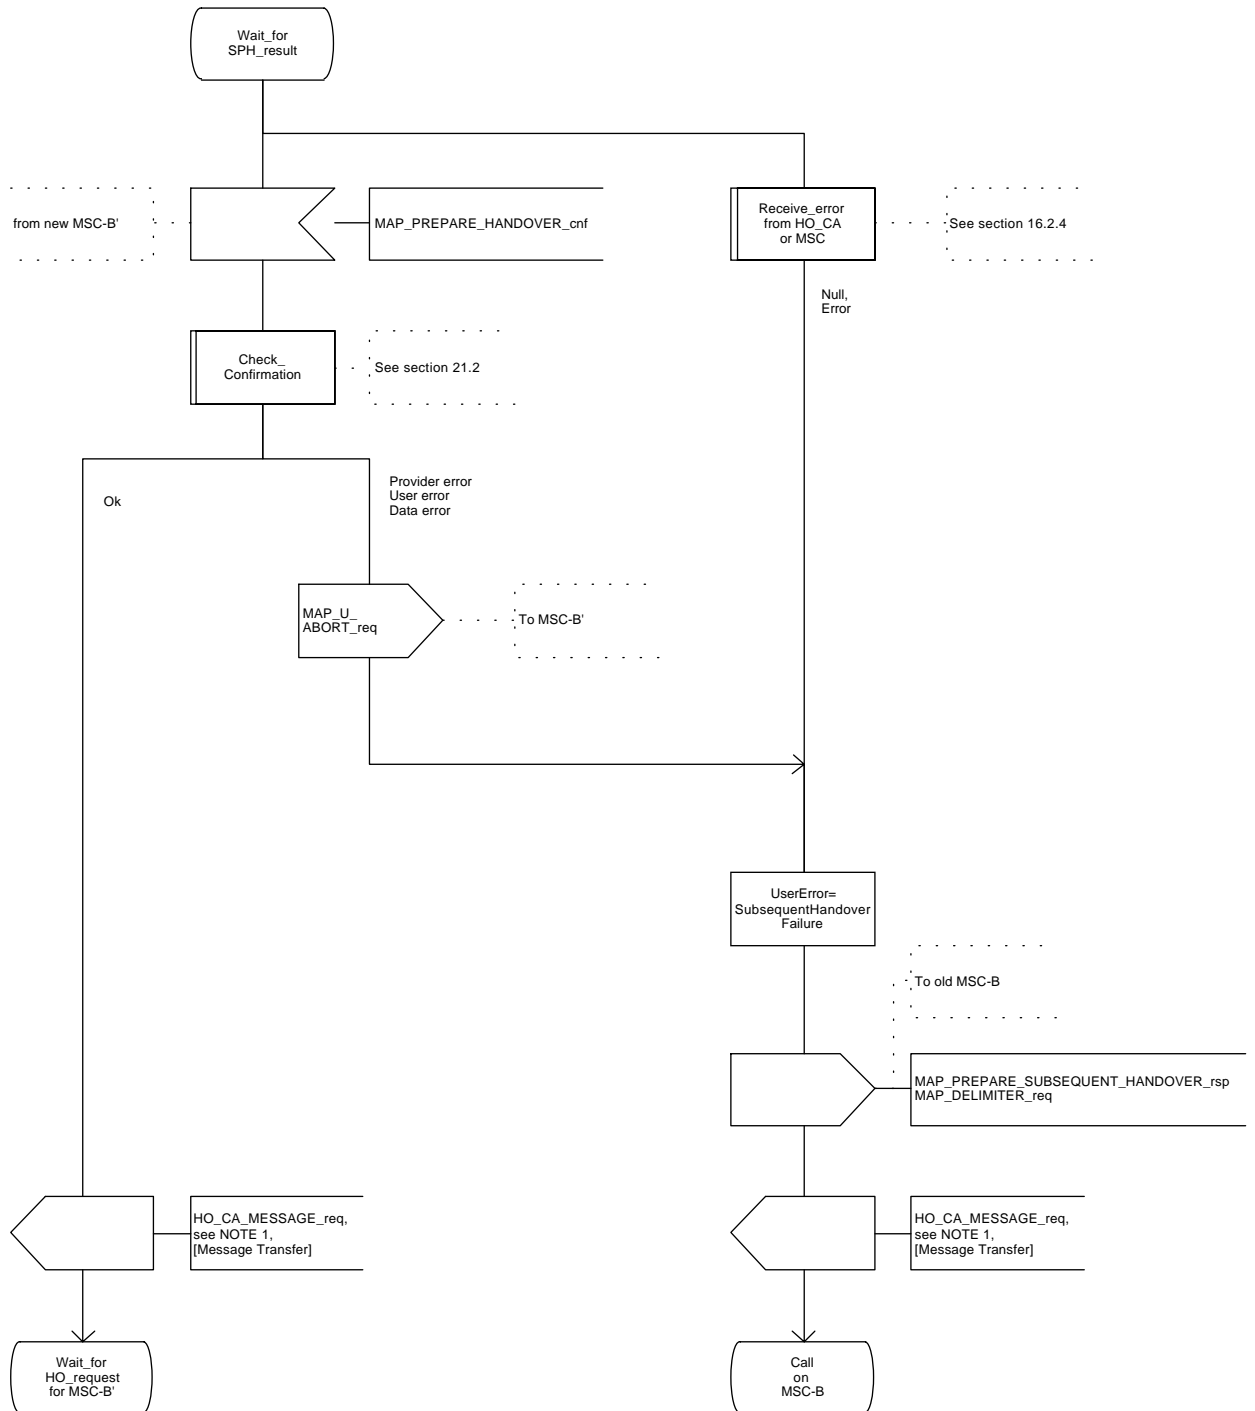 Wait_for
SPH_result
from new MSC-B'
MAP_PREPARE_HANDOVER_cnf
Receive_error
from HO_CA
or MSC
See section 16.2.4
Null,
Error
Check_
Confirmation
See section 21.2
Ok
Provider error
User error
Data error
MAP_U_
ABORT_req
To MSC-B'
UserError=
SubsequentHandover
Failure
To old MSC-B
MAP_PREPARE_SUBSEQUENT_HANDOVER_rsp
MAP_DELIMITER_req
HO_CA_MESSAGE_req,
see NOTE 1,
[Message Transfer]
HO_CA_MESSAGE_req,
see NOTE 1,
[Message Transfer]
Wait_for
HO_request
for MSC-B'
Call
on
MSC-B